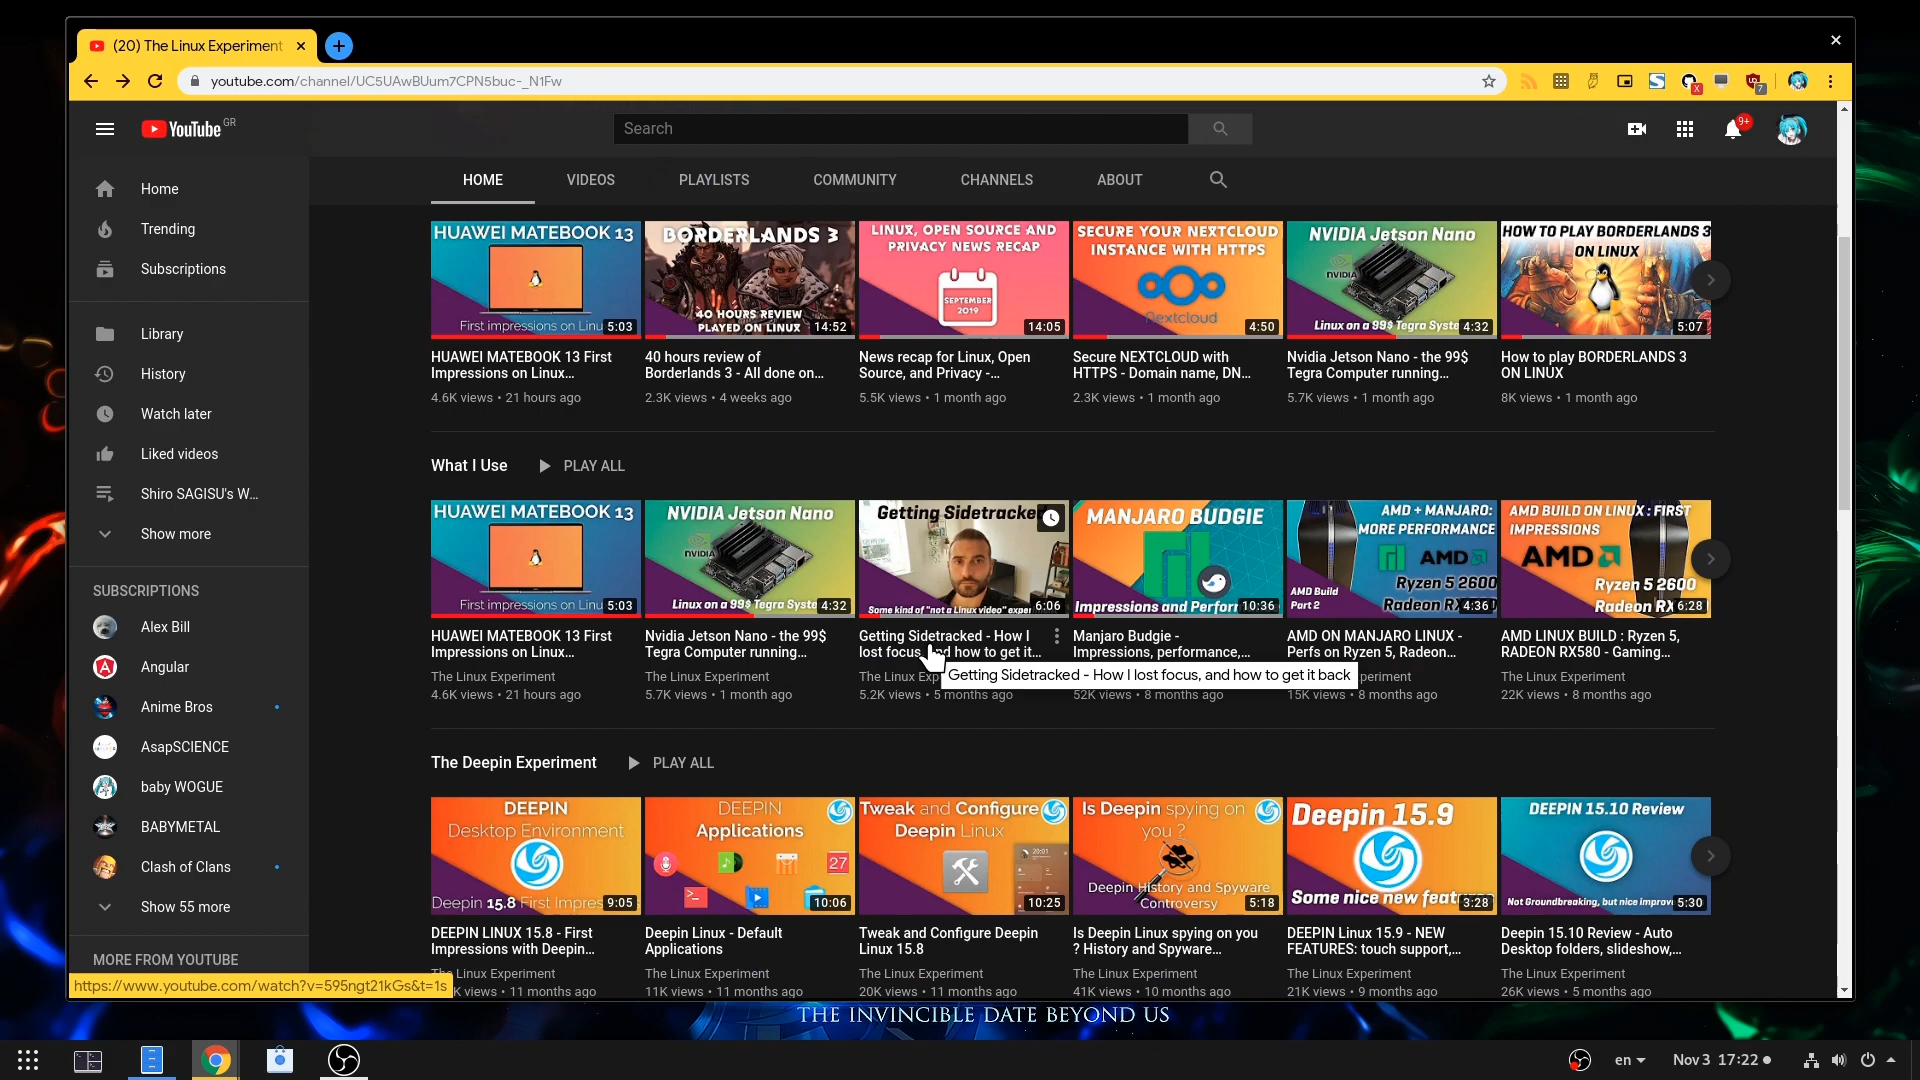 (20) The Linux Experiment
youtube.com/channel/UC5UAwBUum7CPN5buc-_N1Fw
YouTube GR
Search
9+
Home
Trending
Subscriptions
Library
History
Watch later
Liked videos
Shiro SAGISU's W...
Show more
SUBSCRIPTIONS
Alex Bill
Angular
Anime Bros
AsapSCIENCE
baby WOGUE
BABYMETAL
Clash of Clans
Show 55 more
MORE FROM YOUTUBE
https://www.youtube.com/watch?v=595ngt21kGs&t=1s
HOME VIDEOS PLAYLISTS COMMUNITY CHANNELS ABOUT
HUAWEI MATEBOOK 13
First impressions on Linu
5:03
HUAWEI MATEBOOK 13 First
Impressions on Linux...
4.6K views • 21 hours ago
BORDERLANDS 3
40 HOURS REVIEW
PLAYED ON LINUX
14:52
40 hours review of
Borderlands 3 - All done on...
2.3K views • 4 weeks ago
LINUX, OPEN SOURCE AND
PRIVACY NEWS RECAP
SEPTEMBER
2019
14:05
News recap for Linux, Open
Source, and Privacy -...
5.5K views • 1 month ago
SECURE YOUR NEXTCLOUD
INSTANCE WITH HTTPS
Nextcloud
4:50
Secure NEXTCLOUD with
HTTPS - Domain name, DN...
2.3K views • 1 month ago
NVIDIA Jetson Nano
NVIDIA
Linux on a 99$ Tegra Syste
4:32
Nvidia Jetson Nano - the 99$
Tegra Computer running...
5.7K views • 1 month ago
HOW TO PLAY BORDERLANDS 3
ON LINUX
5:07
How to play BORDERLANDS 3
ON LINUX
8K views • 1 month ago
What I Use PLAY ALL
HUAWEI MATEBOOK 13
First impressions on Linu
5:03
HUAWEI MATEBOOK 13 First
Impressions on Linux...
The Linux Experiment
4.6K views • 21 hours ago
NVIDIA Jetson Nano
NVIDIA
Linux on a 99$ Tegra Syste
4:32
Nvidia Jetson Nano - the 99$
Tegra Computer running...
The Linux Experiment
5.7K views • 1 month ago
Getting Sidetracked
Some kind of "not a Linux video" exper
6:06
Getting Sidetracked - How I
lost focus, and how to get it...
The Linux Exp
5.2K views • 5 months ago
Getting Sidetracked - How I lost focus, and how to get it back
MANJARO BUDGIE
Impressions and Perfor
10:36
Manjaro Budgie -
Impressions, performance,...
52K views • 8 months ago
AMD + MANJARO:
MORE PERFORMANCE
AMD
AMD Build
Part 2
Ryzen 5 2600
Radeon RX
4:36
AMD ON MANJARO LINUX -
Perfs on Ryzen 5, Radeon...
periment
15K views • 8 months ago
AMD BUILD ON LINUX : FIRST
IMPRESSIONS
AMD
Ryzen 5 2600
Radeon RX
6:28
AMD LINUX BUILD : Ryzen 5,
RADEON RX580 - Gaming...
The Linux Experiment
22K views • 8 months ago
The Deepin Experiment PLAY ALL
DEEPIN
Desktop Environment
Deepin 15.8 First Impres
9:05
DEEPIN LINUX 15.8 - First
Impressions with Deepin...
The Linux Experiment
K views • 11 months ago
DEEPIN
Applications
27
10:06
Deepin Linux - Default
Applications
The Linux Experiment
11K views • 11 months ago
Tweak and Configure
Deepin Linux
20:01
10:25
Tweak and Configure Deepin
Linux 15.8
The Linux Experiment
20K views • 11 months ago
Is Deepin spying on
you ?
Deepin History and Spyware
Controversy
5:18
Is Deepin Linux spying on you
? History and Spyware...
The Linux Experiment
41K views • 10 months ago
Deepin 15.9
Some nice new feat
3:28
DEEPIN Linux 15.9 - NEW
FEATURES: touch support,...
The Linux Experiment
21K views • 9 months ago
DEEPIN 15.10 Review
Not Groundbreaking, but nice improv
5:30
Deepin 15.10 Review - Auto
Desktop folders, slideshow,...
The Linux Experiment
26K views • 5 months ago
THE INVINCIBLE DATE BEYOND US
en Nov 3 17:22